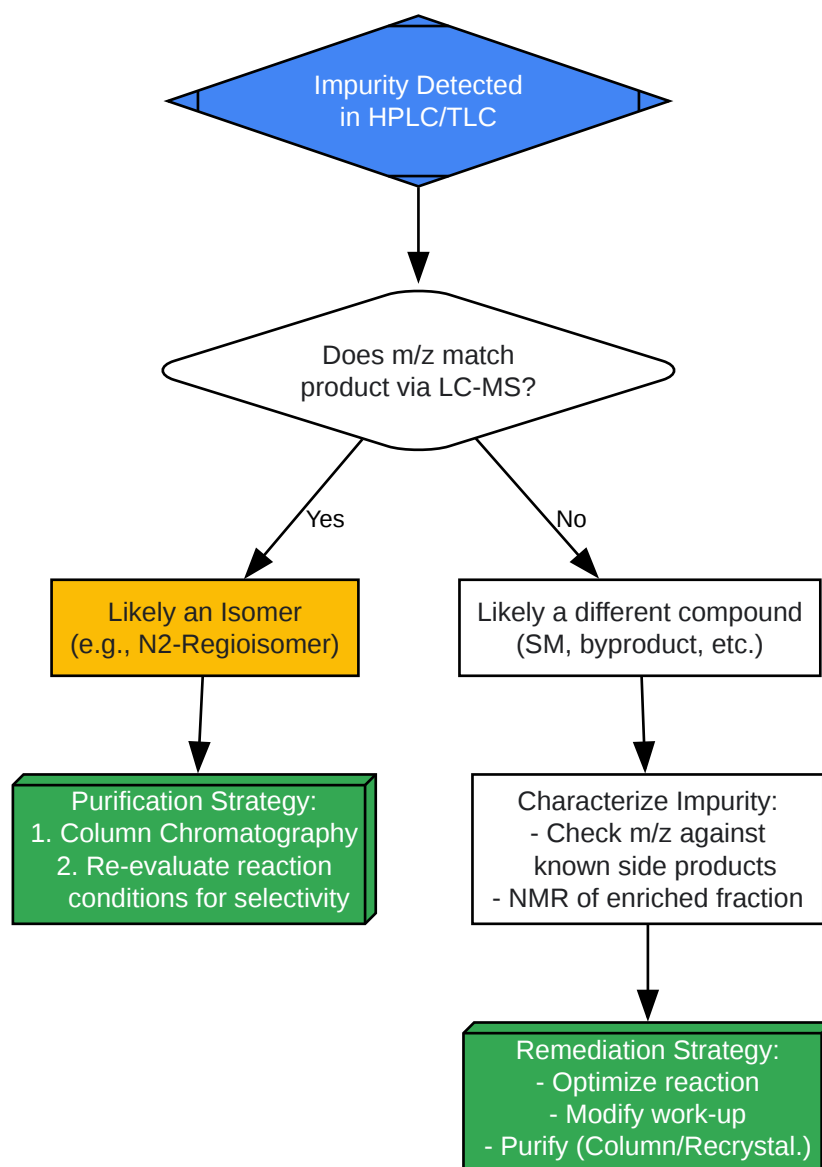 Impurity Detected
in HPLC/TLC
Does m/z match
product via LC-MS?
Yes
No
Likely an Isomer
(e.g., N2-Regioisomer)
Likely a different compound
(SM, byproduct, etc.)
Purification Strategy:
1. Column Chromatography
2. Re-evaluate reaction
conditions for selectivity
Characterize Impurity:
- Check m/z against
known side products
- NMR of enriched fraction
Remediation Strategy:
- Optimize reaction
- Modify work-up
- Purify (Column/Recrystal.)